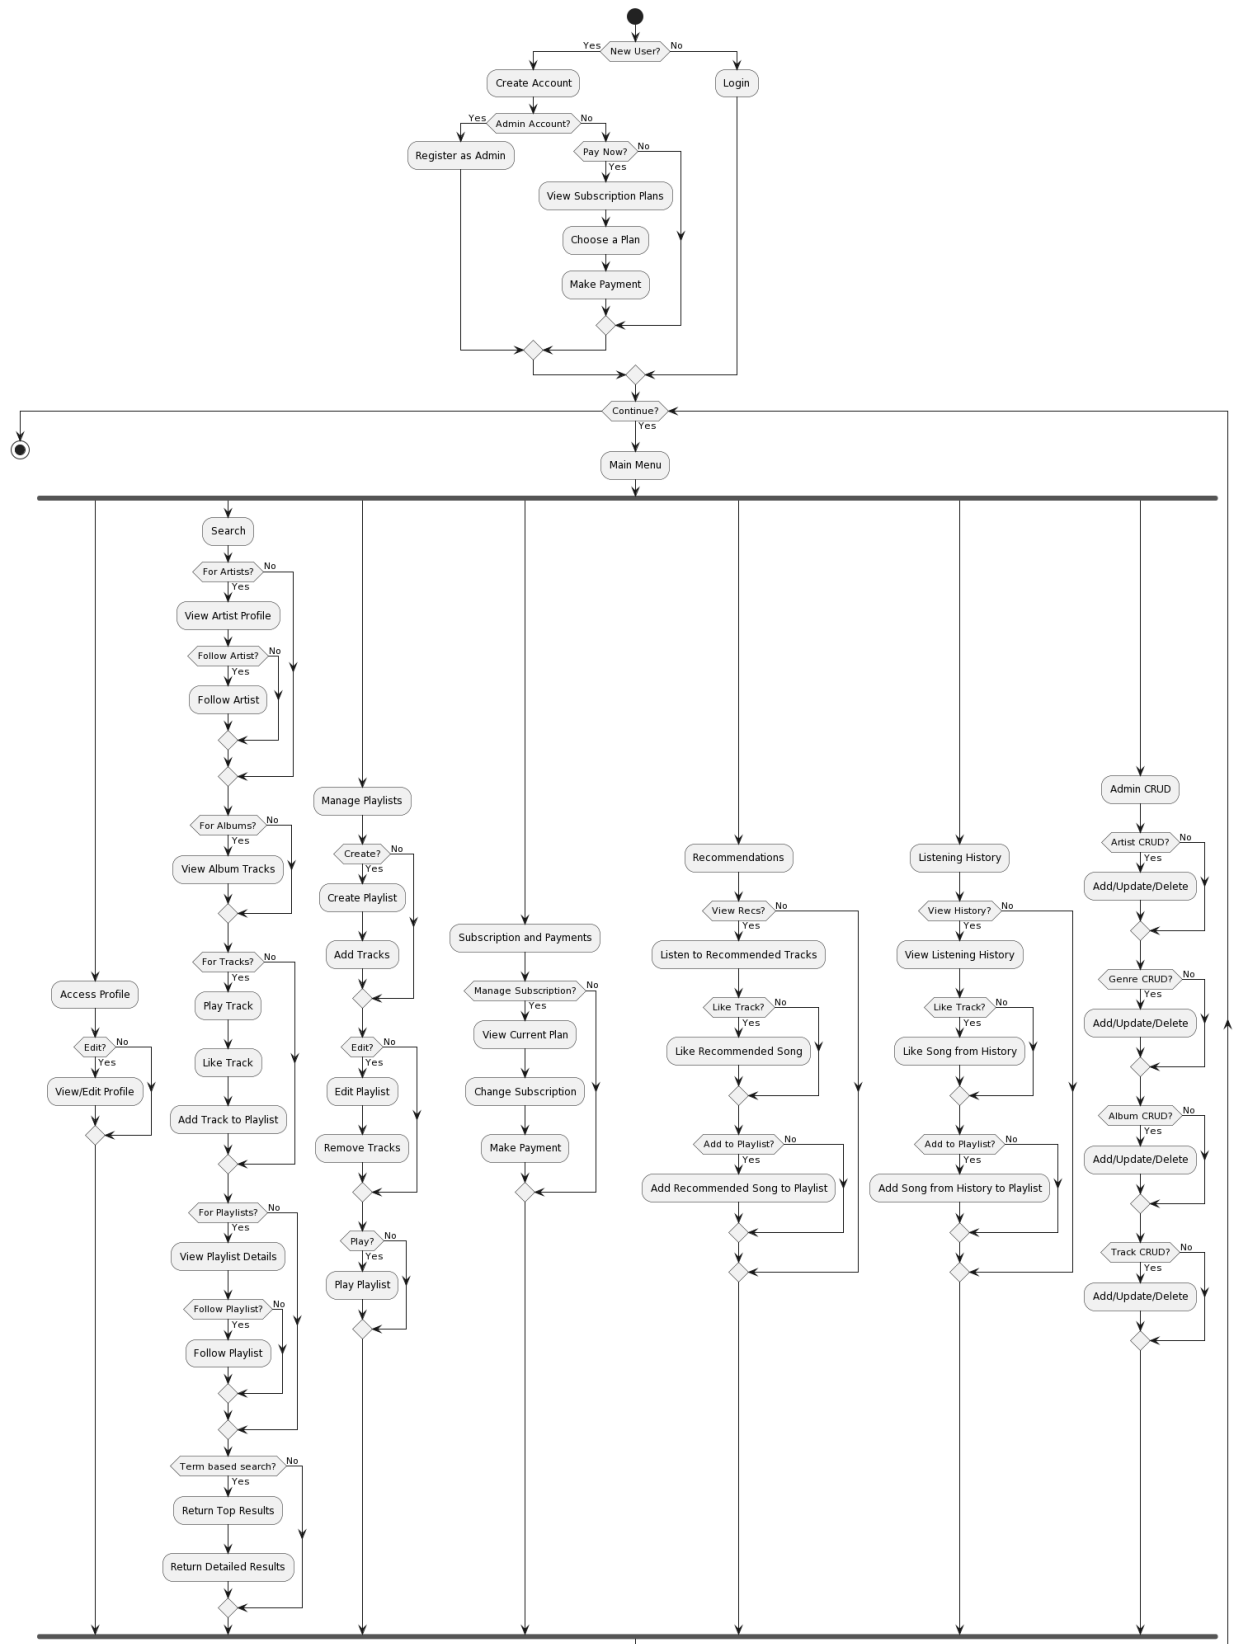 Yes
New User?
No
Create Account
Login
Yes
Admin Account?
No
Register as Admin
Pay Now?
No
Yes
View Subscription Plans
Choose a Plan
Make Payment
Continue?
Yes
Main Menu
Access Profile
Edit?
No
Yes
View/Edit Profile
Search
For Artists?
No
Yes
View Artist Profile
Follow Artist?
No
Yes
Follow Artist
For Albums?
No
Yes
View Album Tracks
For Tracks?
No
Yes
Play Track
Like Track
Add Track to Playlist
For Playlists?
No
Yes
View Playlist Details
Follow Playlist?
No
Yes
Follow Playlist
Term based search?
No
Yes
Return Top Results
Return Detailed Results
Manage Playlists
Create?
No
Yes
Create Playlist
Add Tracks
Edit?
No
Yes
Edit Playlist
Remove Tracks
Play?
No
Yes
Play Playlist
Subscription and Payments
Manage Subscription?
No
Yes
View Current Plan
Change Subscription
Make Payment
Recommendations
View Recs?
No
Yes
Listen to Recommended Tracks
Like Track?
No
Yes
Like Recommended Song
Add to Playlist?
No
Yes
Add Recommended Song to Playlist
Listening History
View History?
No
Yes
View Listening History
Like Track?
No
Yes
Like Song from History
Add to Playlist?
No
Yes
Add Song from History to Playlist
Admin CRUD
Artist CRUD?
No
Yes
Add/Update/Delete
Genre CRUD?
No
Yes
Add/Update/Delete
Album CRUD?
No
Yes
Add/Update/Delete
Track CRUD?
No
Yes
Add/Update/Delete